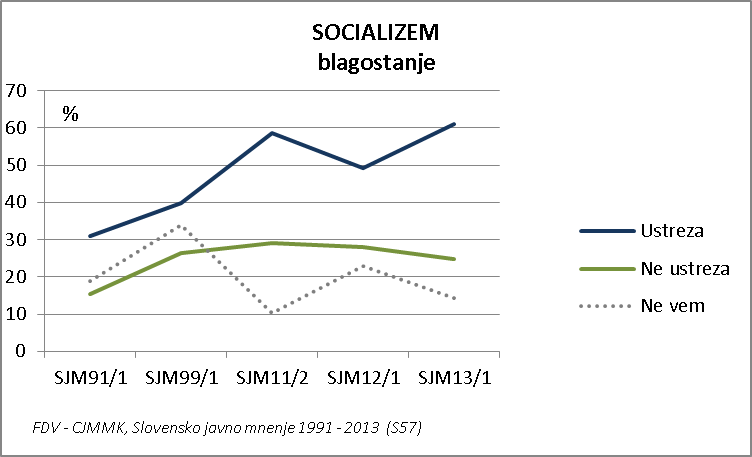 SOCIALIZEM
blagostanje
%
70
60
50
40
30
20
10
0
SJM91/1 SJM99/1 SJM11/2 SJM12/1 SJM13/1
Ustreza
Ne ustreza
Ne vem
FDV - CJMMK, Slovensko javno mnenje 1991 - 2013 (S57)